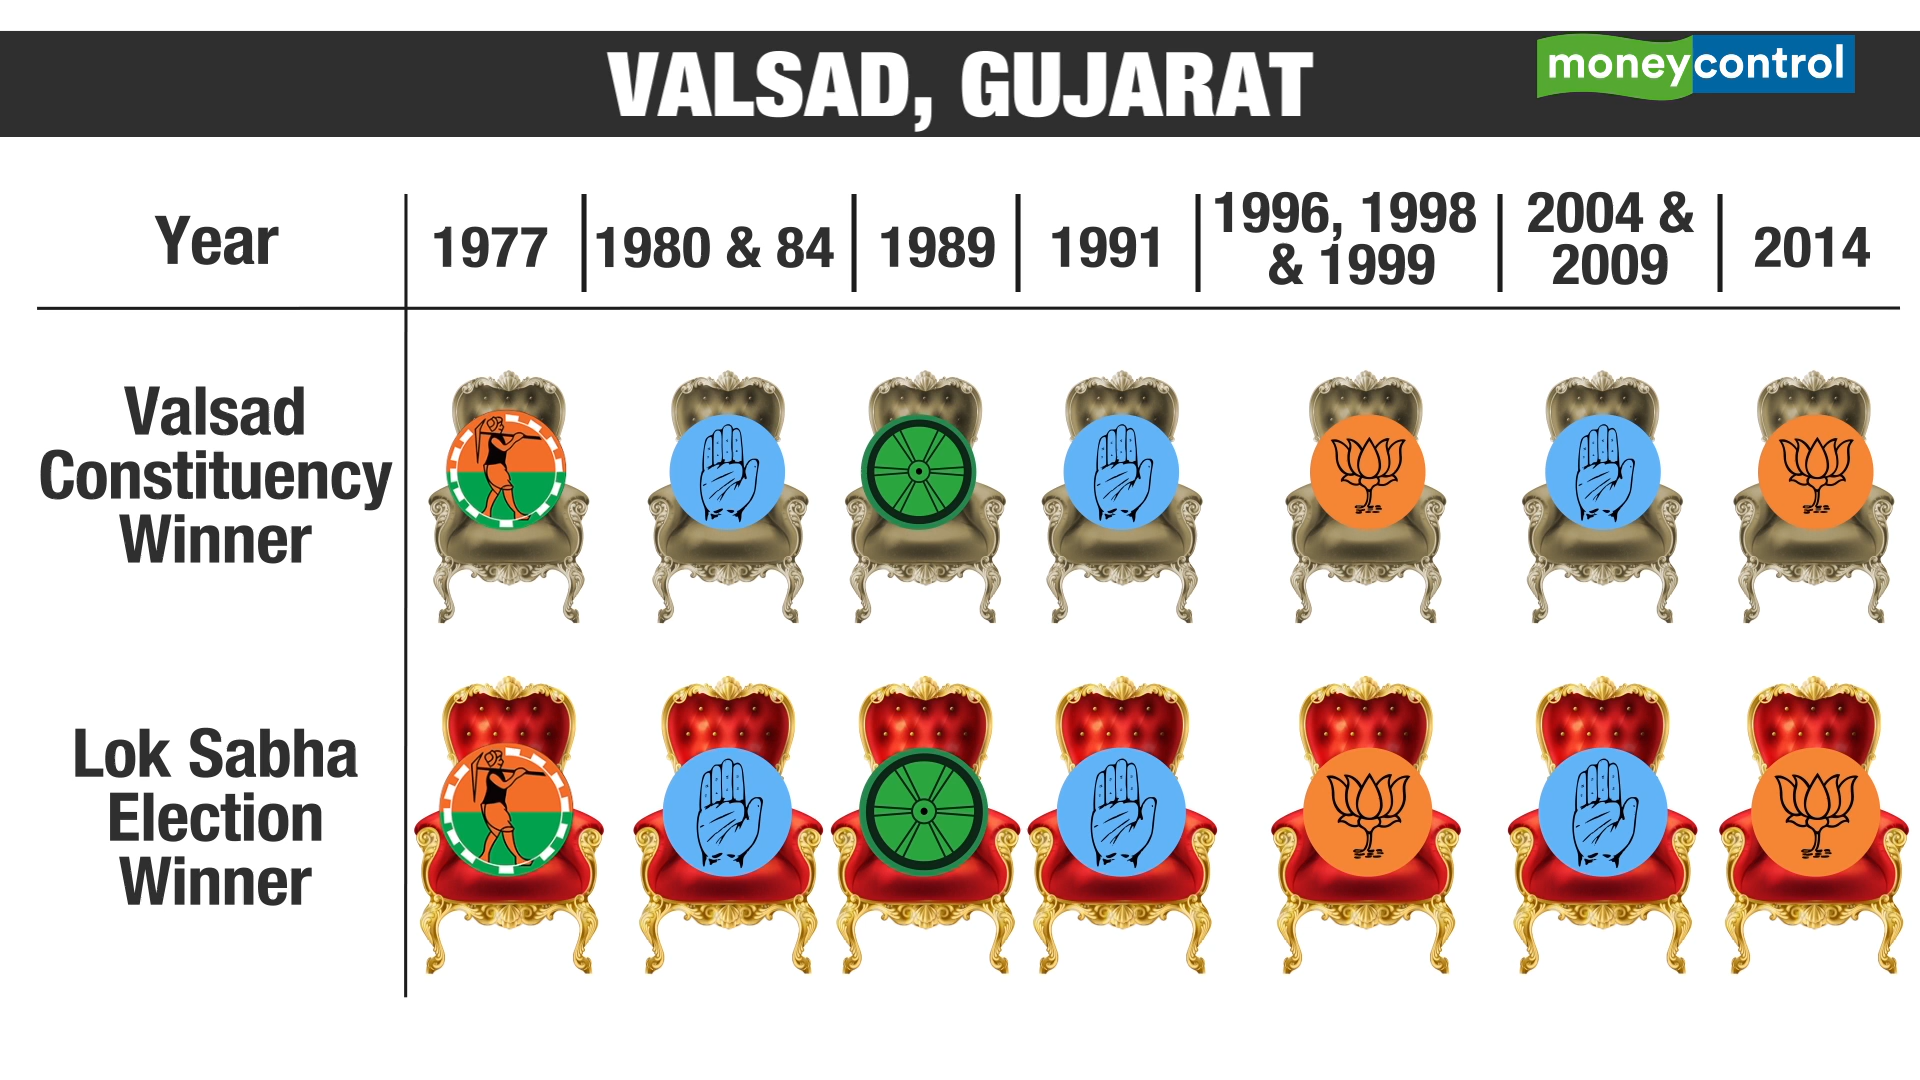 VALSAD, GUJARAT
moneycontrol
Year
1977
1980 & 84
1989
1991
1996, 1998
& 1999
2004 &
2009
2014
Valsad
Constituency
Winner
Lok Sabha
Election
Winner